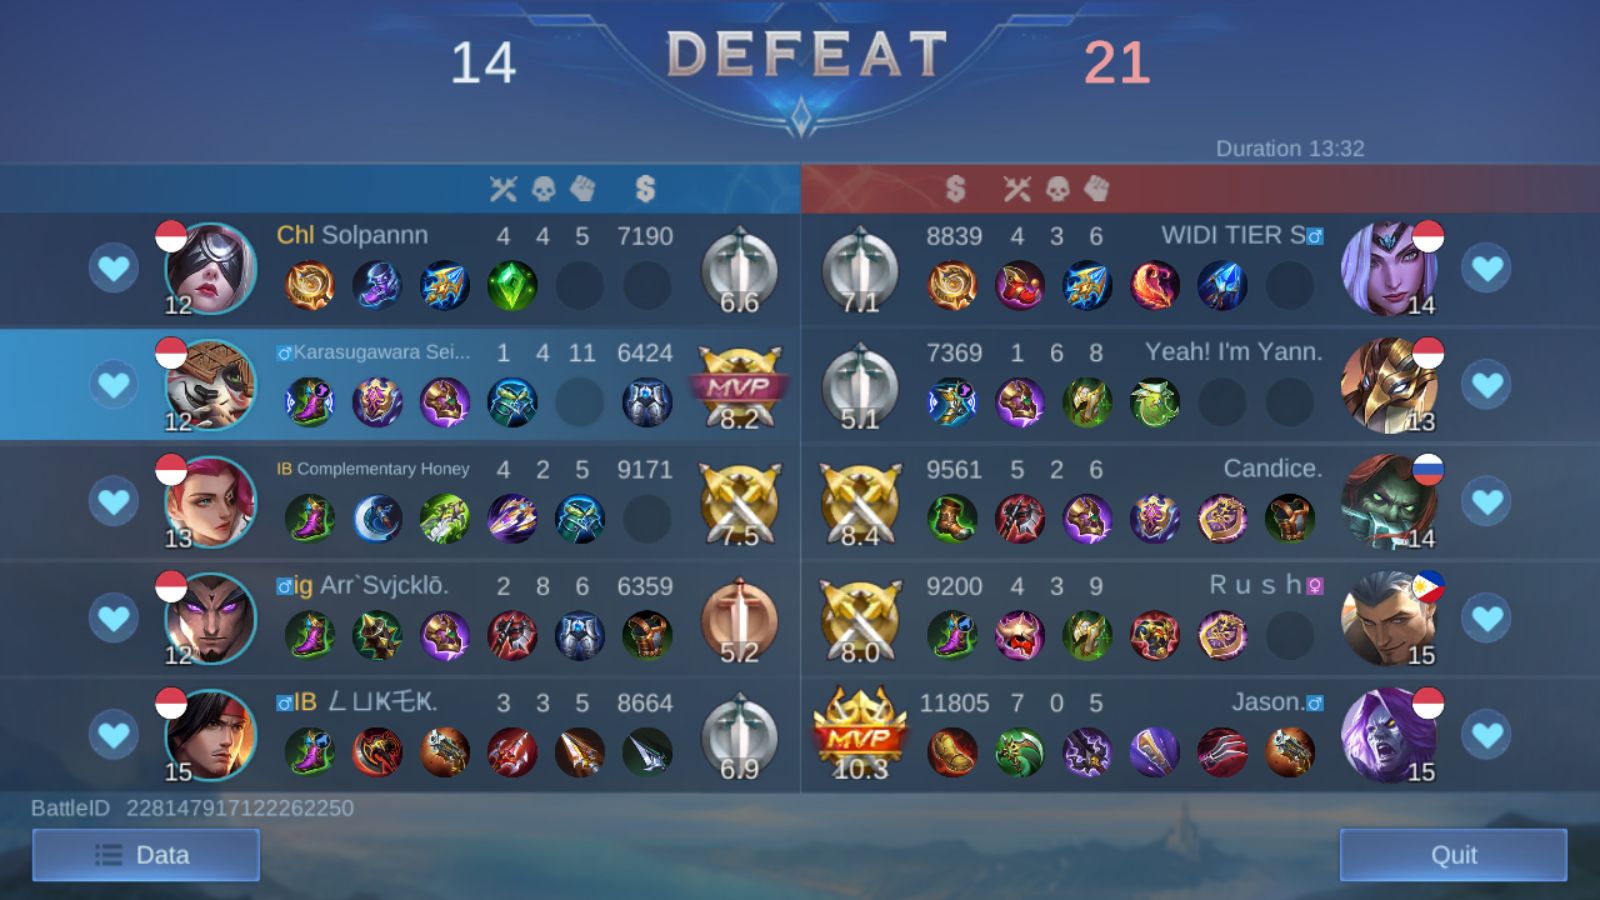 14 DEFEAT 21
Duration 13:32
Chl Solpannn 4 4 5 7190
12 6.6
7.1 8839 4 3 6 WIDI TIER S
14
Karasugawara Sei... 1 4 11 6424
12 MVP 8.2
5.1 7369 1 6 8 Yeah! I'm Yann.
13
IB Complementary Honey 4 2 5 9171
13 7.5
8.4 9561 5 2 6 Candice.
14
ig Arr`Svjcklō. 2 8 6 6359
12 5.2
8.0 9200 4 3 9 R u s h
15
IB ㄥㄩK乇K. 3 3 5 8664
15 6.9
MVP 10.3 11805 7 0 5 Jason.
15
BattleID 228147917122262250
Data Quit